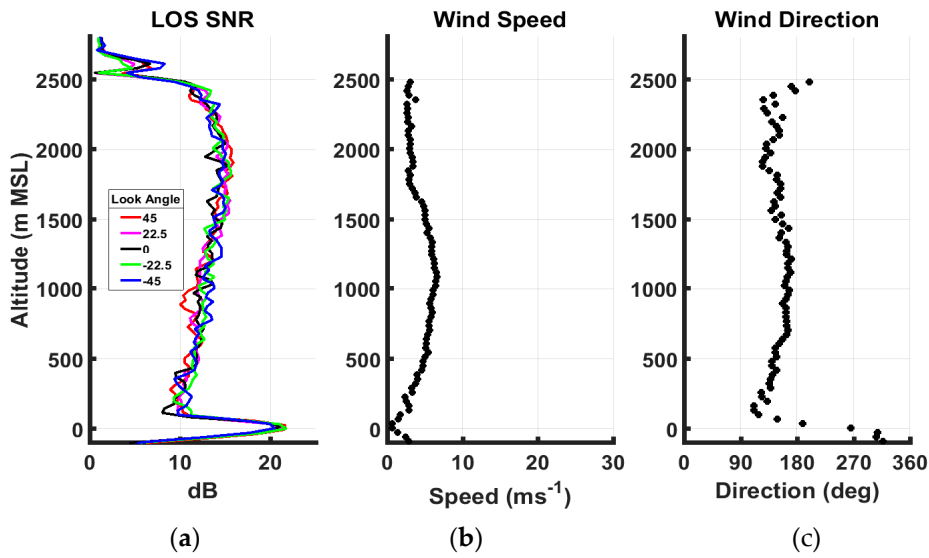 LOS SNR
Wind Speed
Wind Direction
Altitude (m MSL)
2500
2000
1500
1000
500
0
Look Angle
45
22.5
0
-22.5
-45
0 10 20
dB
2500
2000
1500
1000
500
0
0 10 20 30
Speed (ms⁻¹)
2500
2000
1500
1000
500
0
0 90 180 270 360
Direction (deg)
(a) (b) (c)